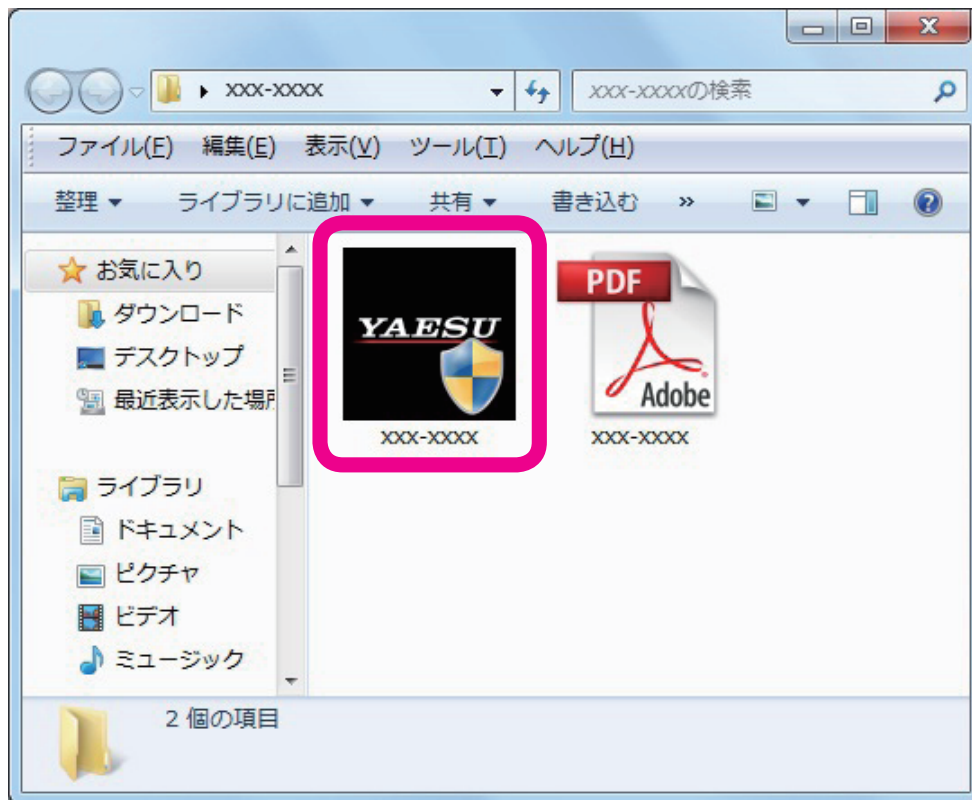 xxx-xxxx
xxx-xxxxの検索
ファイル(F) 編集(E) 表示(V) ツール(T) ヘルプ(H)
整理 ライブラリに追加 共有 書き込む »
お気に入り
ダウンロード
デスクトップ
最近表示した場所
ライブラリ
ドキュメント
ピクチャ
ビデオ
ミュージック
YAESU
xxx-xxxx
PDF
Adobe
xxx-xxxx
2 個の項目